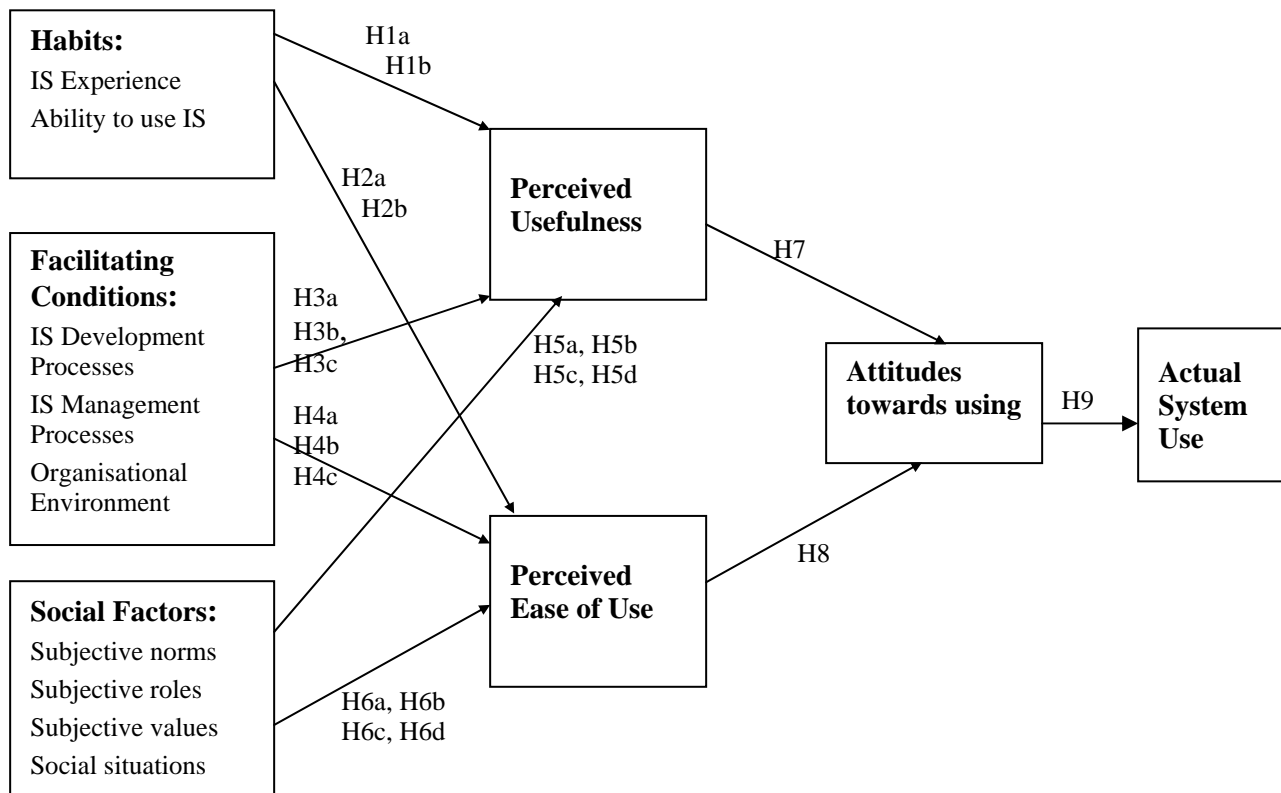 Habits:
IS Experience
Ability to use IS
H1a
H1b
H2a
H2b
Perceived
Usefulness
Facilitating
Conditions:
IS Development
Processes
IS Management
Processes
Organisational
Environment
H3a
H3b,
H3c
H4a
H4b
H4c
H5a, H5b
H5c, H5d
H7
Attitudes
towards using
H9
Actual
System
Use
H8
Perceived
Ease of Use
Social Factors:
Subjective norms
Subjective roles
Subjective values
Social situations
H6a, H6b
H6c, H6d